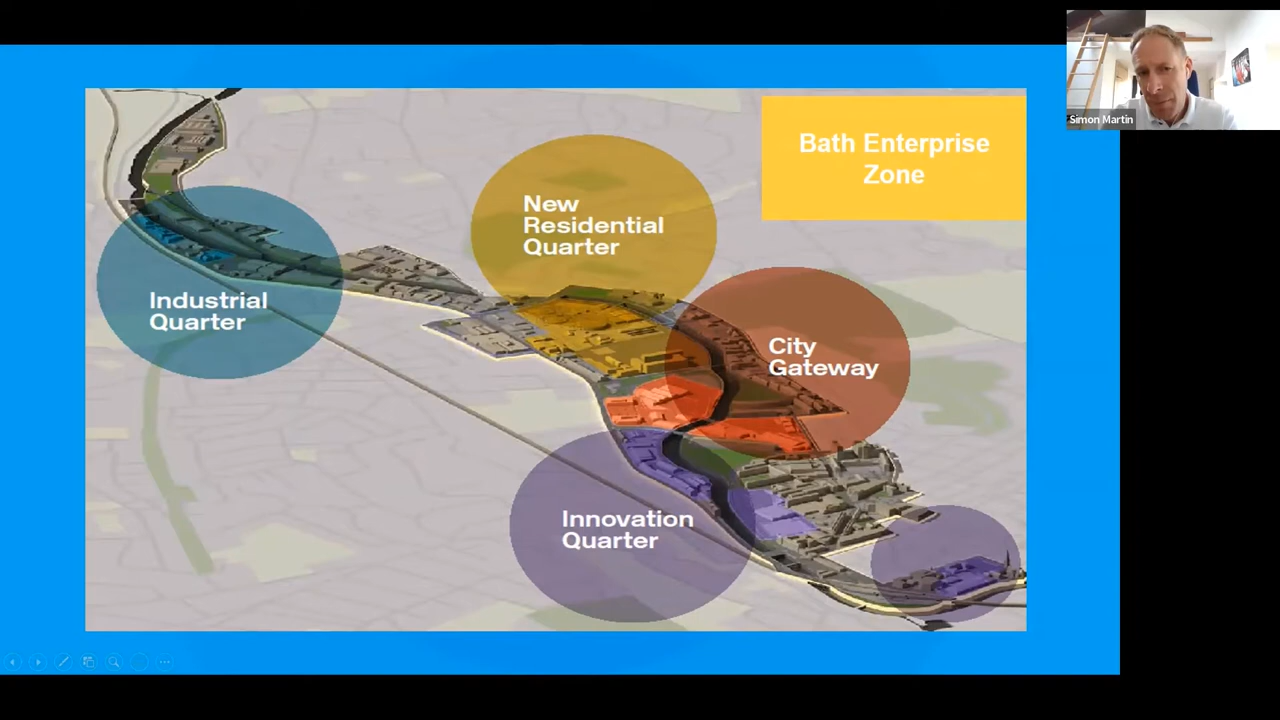 Simon Martin
Bath Enterprise
Zone
New
Residential
Quarter
Industrial
Quarter
City
Gateway
Innovation
Quarter